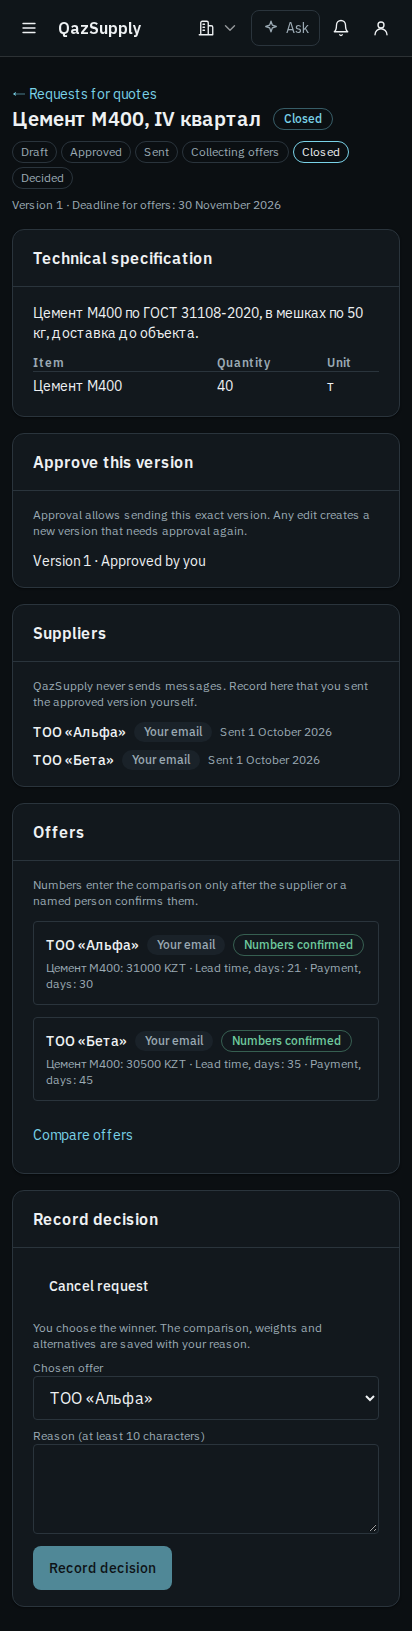 QazSupply
Ask
← Requests for quotes
Цемент М400, IV квартал Closed
Draft Approved Sent Collecting offers Closed
Decided
Version 1 · Deadline for offers: 30 November 2026
Technical specification
Цемент М400 по ГОСТ 31108-2020, в мешках по 50
кг, доставка до объекта.
Item Quantity Unit
Цемент М400 40 т
Approve this version
Approval allows sending this exact version. Any edit creates a
new version that needs approval again.
Version 1 · Approved by you
Suppliers
QazSupply never sends messages. Record here that you sent
the approved version yourself.
ТОО «Альфа» Your email Sent 1 October 2026
ТОО «Бета» Your email Sent 1 October 2026
Offers
Numbers enter the comparison only after the supplier or a
named person confirms them.
ТОО «Альфа» Your email Numbers confirmed
Цемент М400: 31000 KZT · Lead time, days: 21 · Payment,
days: 30
ТОО «Бета» Your email Numbers confirmed
Цемент М400: 30500 KZT · Lead time, days: 35 · Payment,
days: 45
Compare offers
Record decision
Cancel request
You choose the winner. The comparison, weights and
alternatives are saved with your reason.
Chosen offer
ТОО «Альфа»
Reason (at least 10 characters)
Record decision